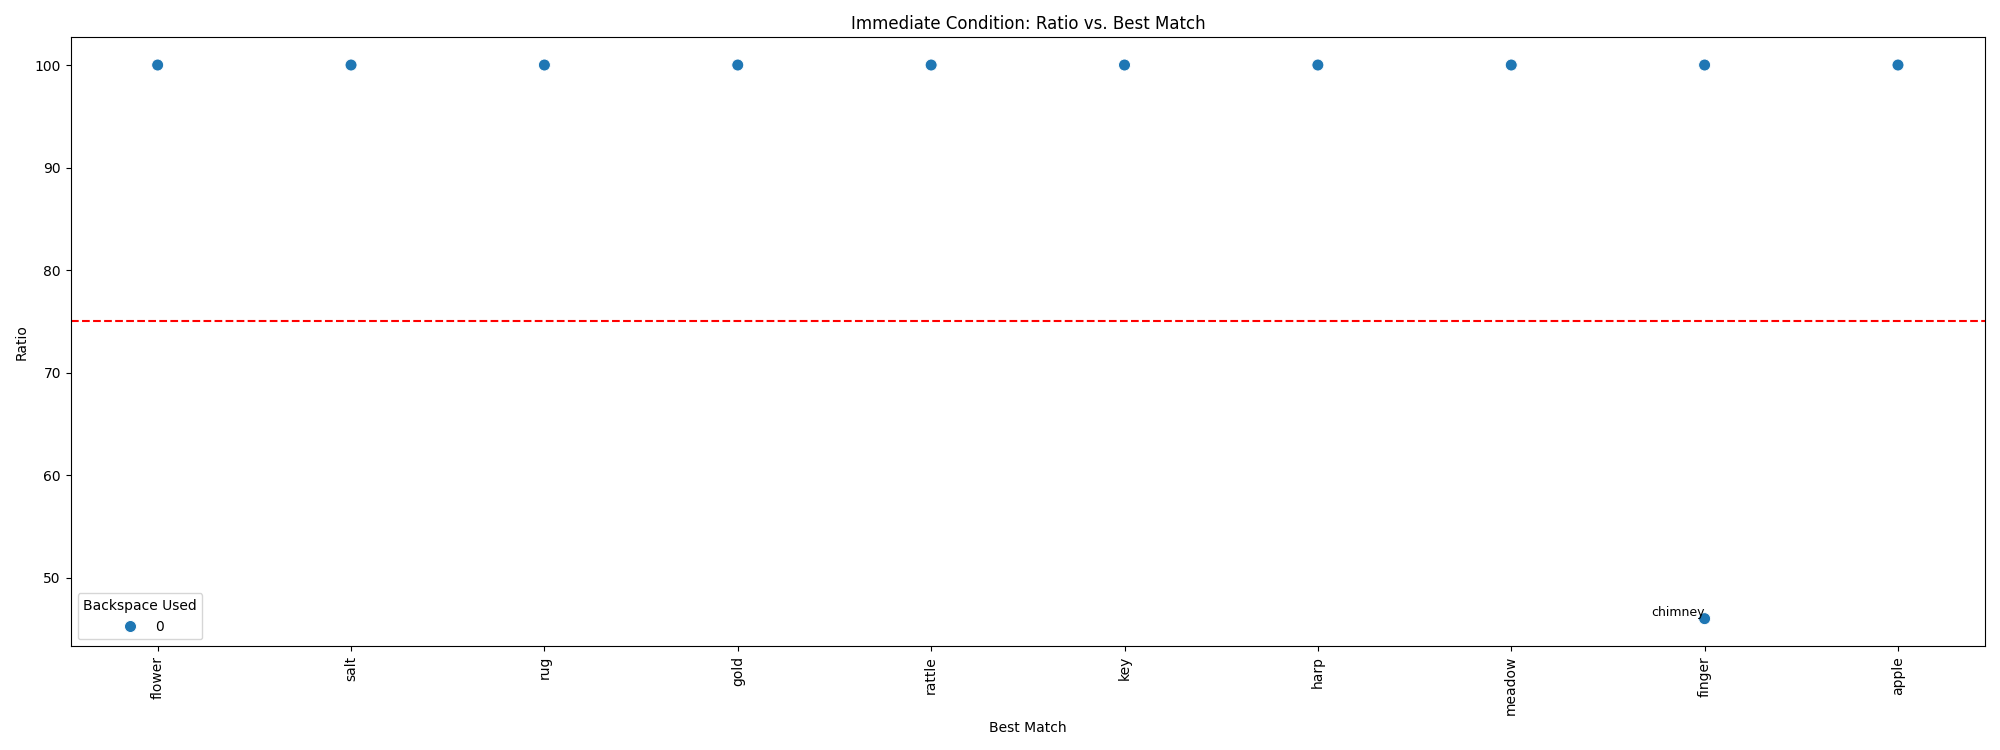 Immediate Condition: Ratio vs. Best Match
Ratio
100
90
80
70
60
50
chimney
Backspace Used
0
flower
salt
rug
gold
rattle
key
harp
meadow
finger
apple
Best Match